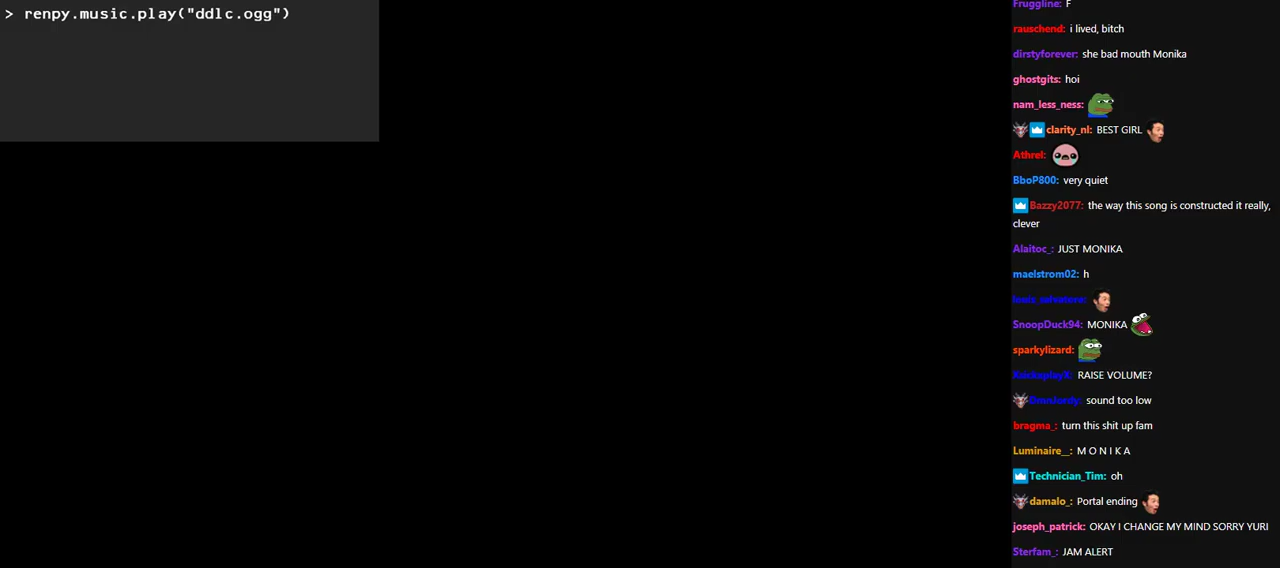 > renpy.music.play("ddlc.ogg")
Fruggline: F
rauschend: i lived, bitch
dirstyforever: she bad mouth Monika
ghostgits: hoi
nam_less_ness:
clarity_nl: BEST GIRL
Athrel:
BboP800: very quiet
Bazzy2077: the way this song is constructed it really,
clever
Alaitoc_: JUST MONIKA
maelstrom02: h
SnoopDuck94: MONIKA
sparkylizard:
RAISE VOLUME?
sound too low
bragma_: turn this shit up fam
Luminaire__: M O N I K A
Technician_Tim: oh
damalo_: Portal ending
joseph_patrick: OKAY I CHANGE MY MIND SORRY YURI
Sterfam_: JAM ALERT